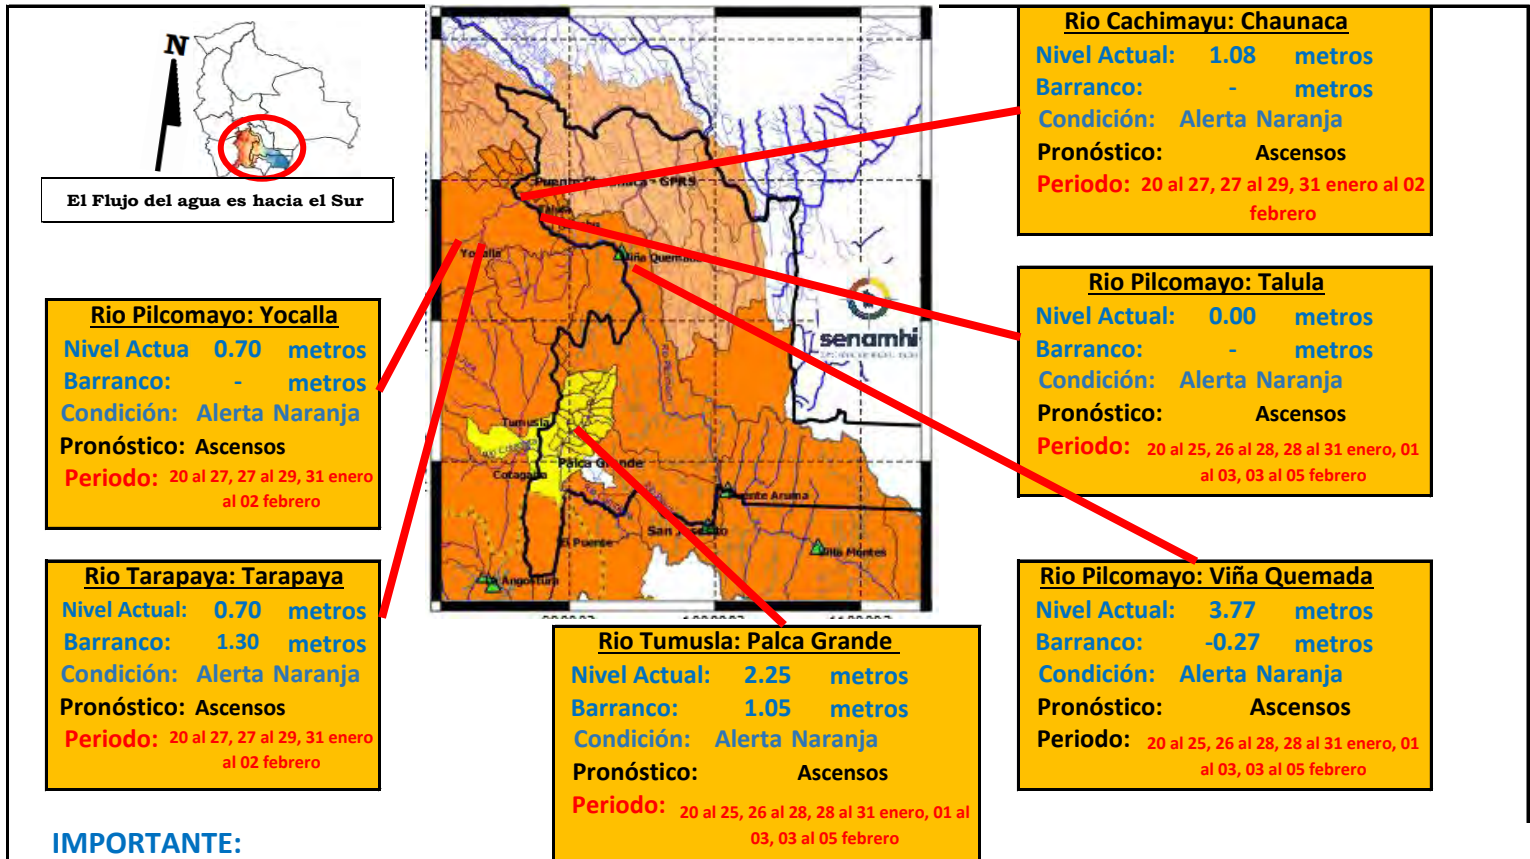 N
El Flujo del agua es hacia el Sur
Rio Pilcomayo: Yocalla
Nivel Actua 0.70 metros
Barranco: - metros
Condición: Alerta Naranja
Pronóstico: Ascensos
Periodo: 20 al 27, 27 al 29, 31 enero
al 02 febrero
Rio Tarapaya: Tarapaya
Nivel Actual: 0.70 metros
Barranco: 1.30 metros
Condición: Alerta Naranja
Pronóstico: Ascensos
Periodo: 20 al 27, 27 al 29, 31 enero
al 02 febrero
IMPORTANTE:
Puente - GPRS
Talula
Yocalla
Viña Quemada
senamhi
Tumusla
Palca Grande
Cotagaita
Puente Aruma
San Josecito
El Puente
Villa Montes
Angostura
Rio Tumusla: Palca Grande
Nivel Actual: 2.25 metros
Barranco: 1.05 metros
Condición: Alerta Naranja
Pronóstico: Ascensos
Periodo: 20 al 25, 26 al 28, 28 al 31 enero, 01 al
03, 03 al 05 febrero
Rio Cachimayu: Chaunaca
Nivel Actual: 1.08 metros
Barranco: - metros
Condición: Alerta Naranja
Pronóstico: Ascensos
Periodo: 20 al 27, 27 al 29, 31 enero al 02
febrero
Rio Pilcomayo: Talula
Nivel Actual: 0.00 metros
Barranco: - metros
Condición: Alerta Naranja
Pronóstico: Ascensos
Periodo: 20 al 25, 26 al 28, 28 al 31 enero, 01
al 03, 03 al 05 febrero
Rio Pilcomayo: Viña Quemada
Nivel Actual: 3.77 metros
Barranco: -0.27 metros
Condición: Alerta Naranja
Pronóstico: Ascensos
Periodo: 20 al 25, 26 al 28, 28 al 31 enero, 01
al 03, 03 al 05 febrero